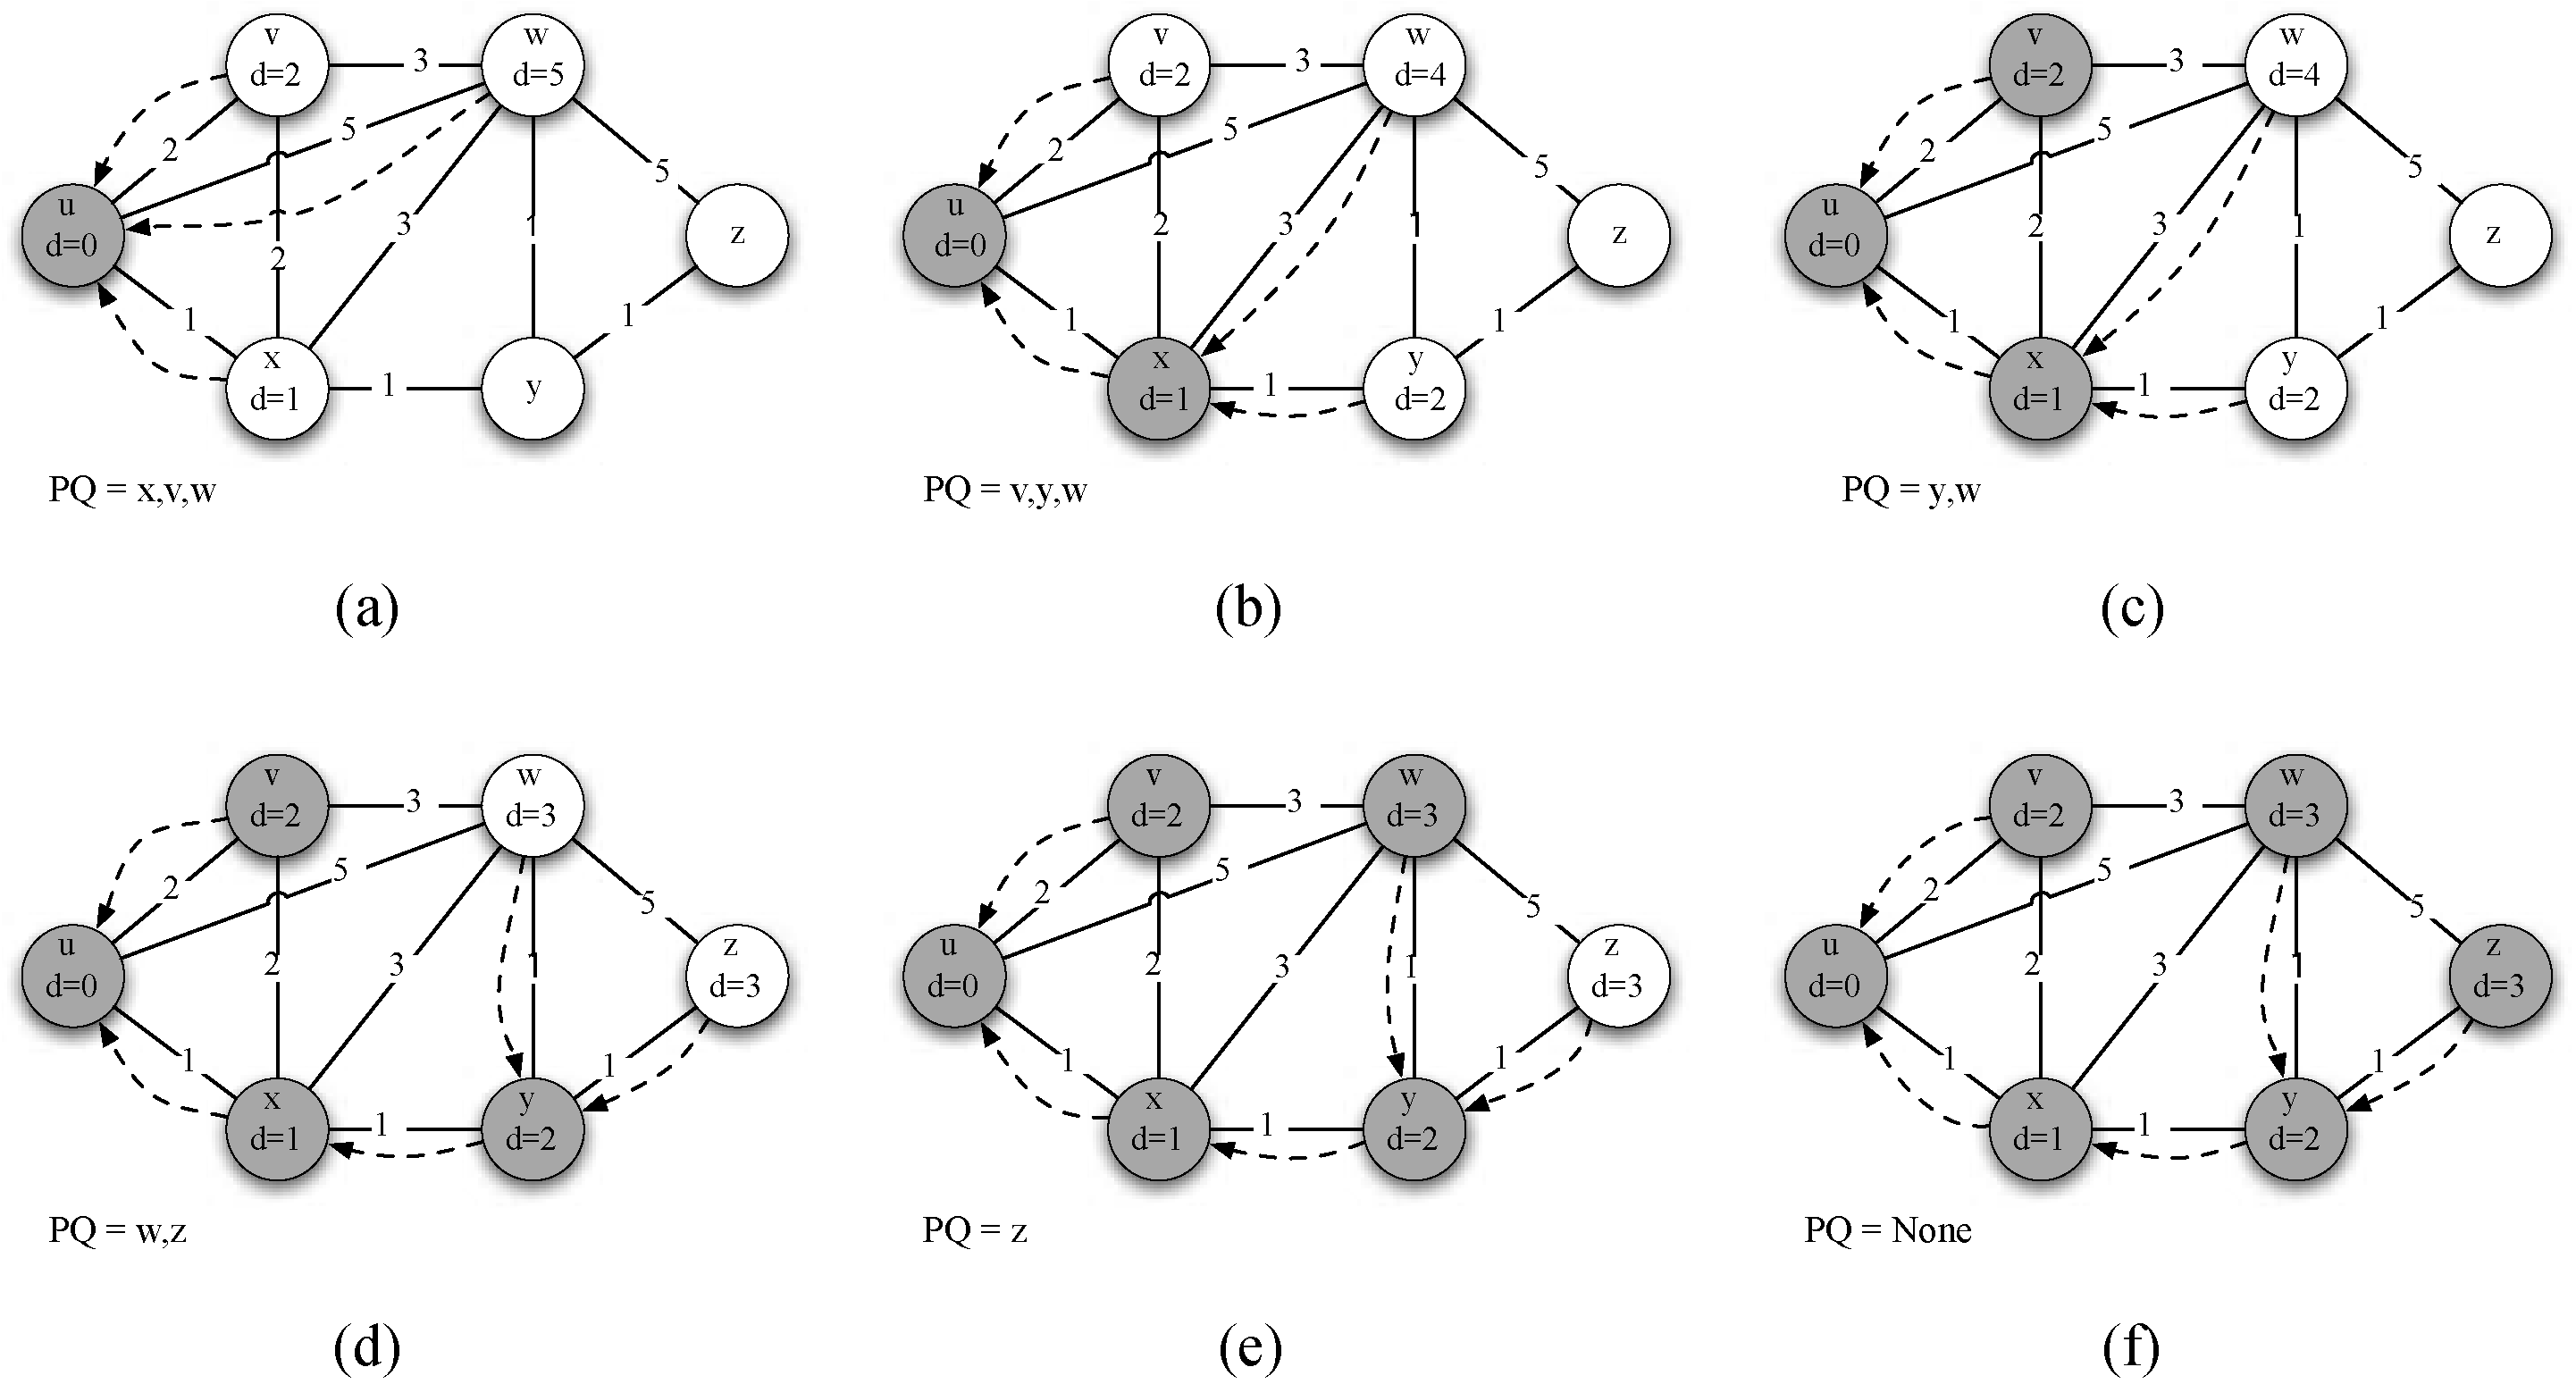 v
d=2
3
w
d=5
2
5
5
u
d=0
3
1
z
2
1
1
x
d=1
1
y
PQ = x,v,w
(a)
v
d=2
3
w
d=4
2
5
5
u
d=0
2
3
1
z
1
1
x
d=1
1
y
d=2
PQ = v,y,w
(b)
v
d=2
3
w
d=4
2
5
5
u
d=0
2
3
1
z
1
1
x
d=1
1
y
d=2
PQ = y,w
(c)
v
d=2
3
w
d=3
2
5
5
u
d=0
2
3
1
z
d=3
1
1
x
d=1
1
y
d=2
PQ = w,z
(d)
v
d=2
3
w
d=3
2
5
5
u
d=0
2
3
1
z
d=3
1
1
x
d=1
1
y
d=2
PQ = z
(e)
v
d=2
3
w
d=3
2
5
5
u
d=0
2
3
1
z
d=3
1
1
x
d=1
1
y
d=2
PQ = None
(f)